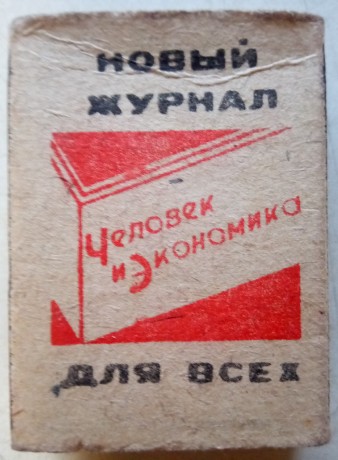 НОВЫЙ
ЖУРНАЛ
Человек
и Экономика
ДЛЯ ВСЕХ